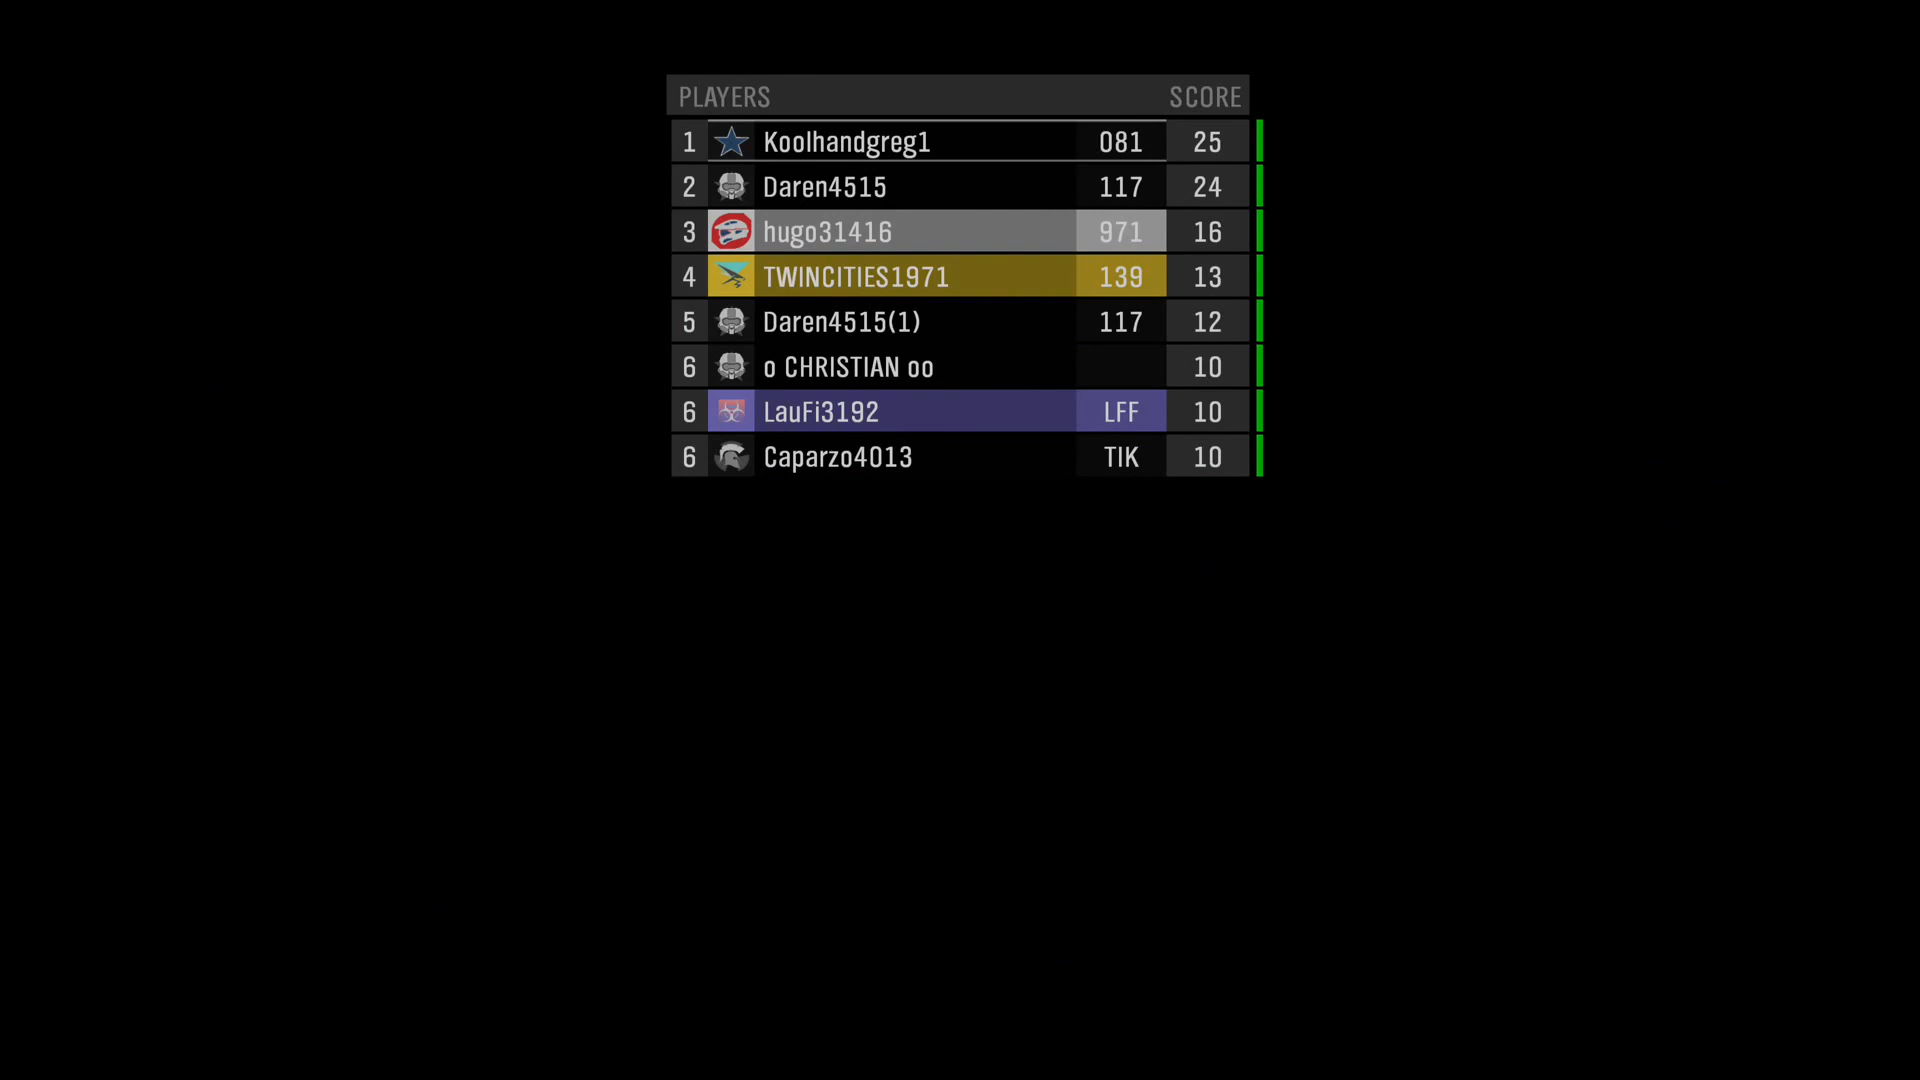 PLAYERS SCORE
1 Koolhandgreg1 081 25
2 Daren4515 117 24
3 hugo31416 971 16
4 TWINCITIES1971 139 13
5 Daren4515(1) 117 12
6 o CHRISTIAN oo 10
6 LauFi3192 LFF 10
6 Caparzo4013 TIK 10